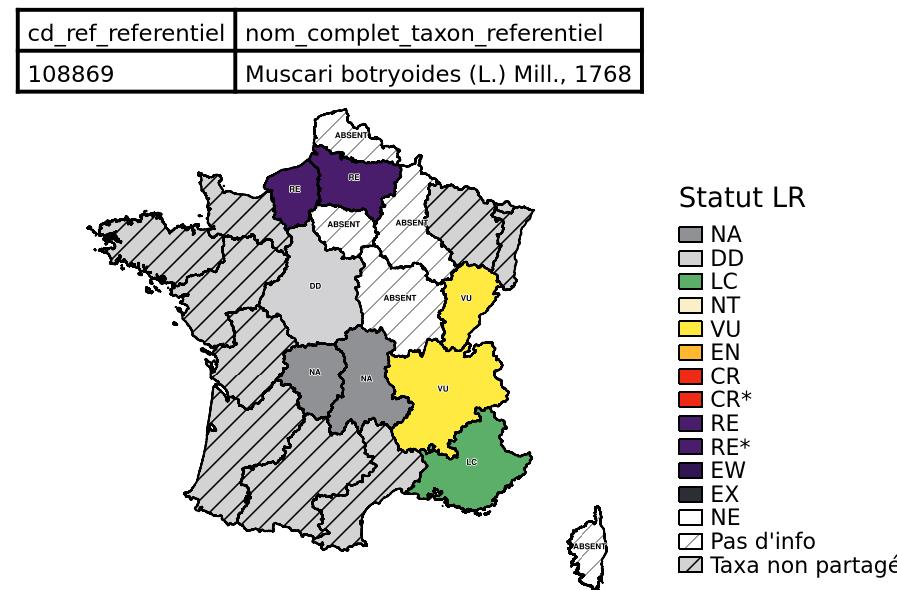 cd_ref_referentiel nom_complet_taxon_referentiel
108869 Muscari botryoides (L.) Mill., 1768
ABSENT
RE
RE
ABSENT
ABSENT
DD
ABSENT
VU
NA
NA
VU
LC
ABSENT
Statut LR
NA
DD
LC
NT
VU
EN
CR
CR*
RE
RE*
EW
EX
NE
Pas d'info
Taxa non partagé